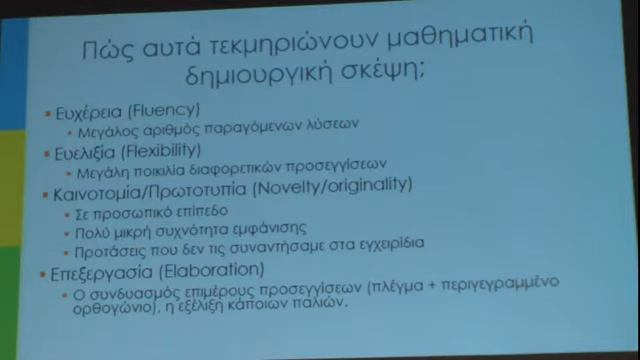 Πώς αυτά τεκμηριώνουν μαθηματική
δημιουργική σκέψη;
Ευχέρεια (Fluency)
Μεγάλος αριθμός παραγόμενων λύσεων
Ευελιξία (Flexibility)
Μεγάλη ποικιλία διαφορετικών προσεγγίσεων
Καινοτομία/Πρωτοτυπία (Novelty/originality)
Σε προσωπικό επίπεδο
Πολύ μικρή συχνότητα εμφάνισης
Προτάσεις που δεν τις συναντήσαμε στα εγχειρίδια
Επεξεργασία (Elaboration)
Ο συνδυασμός επιμέρους προσεγγίσεων (πλέγμα + περιγεγραμμένο
ορθογώνιο), η εξέλιξη κάποιων παλιών.